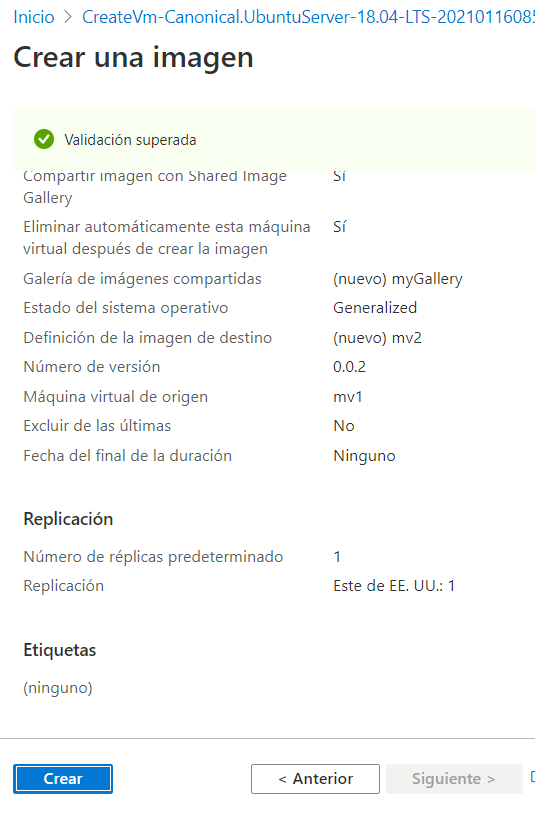 Inicio > CreateVm-Canonical.UbuntuServer-18.04-LTS-2021011608
Crear una imagen
Validación superada
Compartir imagen con Shared Image Gallery Sí
Eliminar automáticamente esta máquina virtual después de crear la imagen Sí
Galería de imágenes compartidas (nuevo) myGallery
Estado del sistema operativo Generalized
Definición de la imagen de destino (nuevo) mv2
Número de versión 0.0.2
Máquina virtual de origen mv1
Excluir de las últimas No
Fecha del final de la duración Ninguno
Replicación
Número de réplicas predeterminado 1
Replicación Este de EE. UU.: 1
Etiquetas
(ninguno)
Crear < Anterior Siguiente >